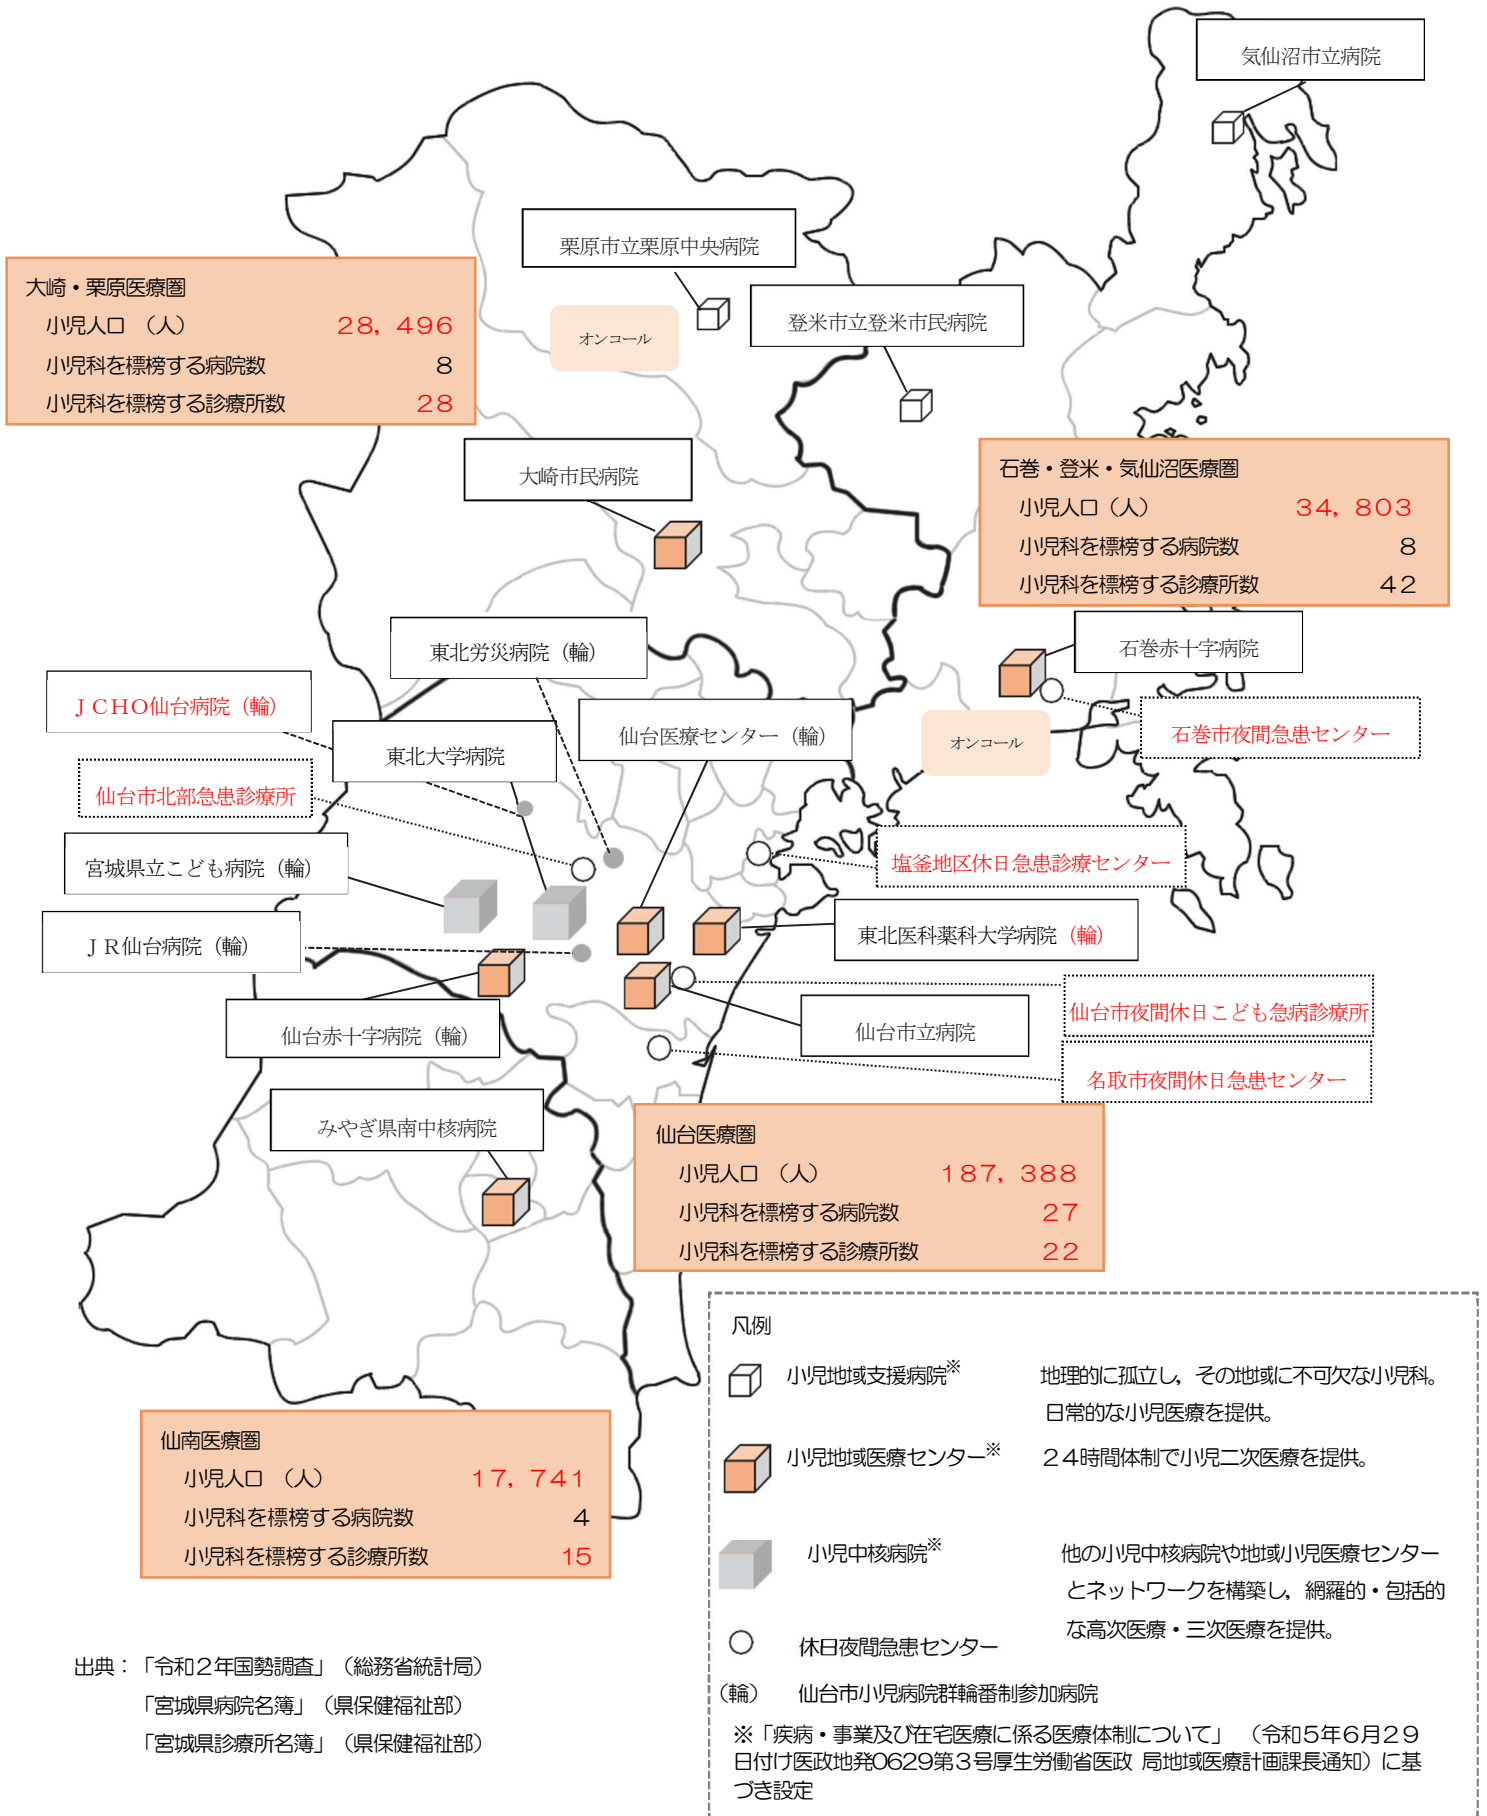 気仙沼市立病院
栗原市立栗原中央病院
大崎・栗原医療圏
小児人口　（人）　28，496
小児科を標榜する病院数　8
小児科を標榜する診療所数　28
オンコール
登米市立登米市民病院
大崎市民病院
石巻・登米・気仙沼医療圏
小児人口（人）　34，803
小児科を標榜する病院数　8
小児科を標榜する診療所数　42
東北労災病院（輪）
石巻赤十字病院
ＪＣＨＯ仙台病院（輪）
東北大学病院
仙台医療センター（輪）
オンコール
石巻市夜間急患センター
仙台市北部急患診療所
宮城県立こども病院（輪）
塩釜地区休日急患診療センター
ＪＲ仙台病院（輪）
東北医科薬科大学病院（輪）
仙台赤十字病院（輪）
仙台市立病院
仙台市夜間休日こども急病診療所
名取市夜間休日急患センター
みやぎ県南中核病院
仙台医療圏
小児人口　（人）　187，388
小児科を標榜する病院数　27
小児科を標榜する診療所数　22
仙南医療圏
小児人口　（人）　17，741
小児科を標榜する病院数　4
小児科を標榜する診療所数　15
凡例
小児地域支援病院※　地理的に孤立し，その地域に不可欠な小児科。
日常的な小児医療を提供。
小児地域医療センター※　２４時間体制で小児二次医療を提供。
小児中核病院※　他の小児中核病院や地域小児医療センター
とネットワークを構築し，網羅的・包括的
な高次医療・三次医療を提供。
休日夜間急患センター
（輪）　仙台市小児病院群輪番制参加病院
※「疾病・事業及び在宅医療に係る医療体制について」　（令和５年６月２９
日付け医政地発0629第３号厚生労働省医政 局地域医療計画課長通知）に基
づき設定
出典：「令和２年国勢調査」（総務省統計局）
「宮城県病院名簿」（県保健福祉部）
「宮城県診療所名簿」（県保健福祉部）